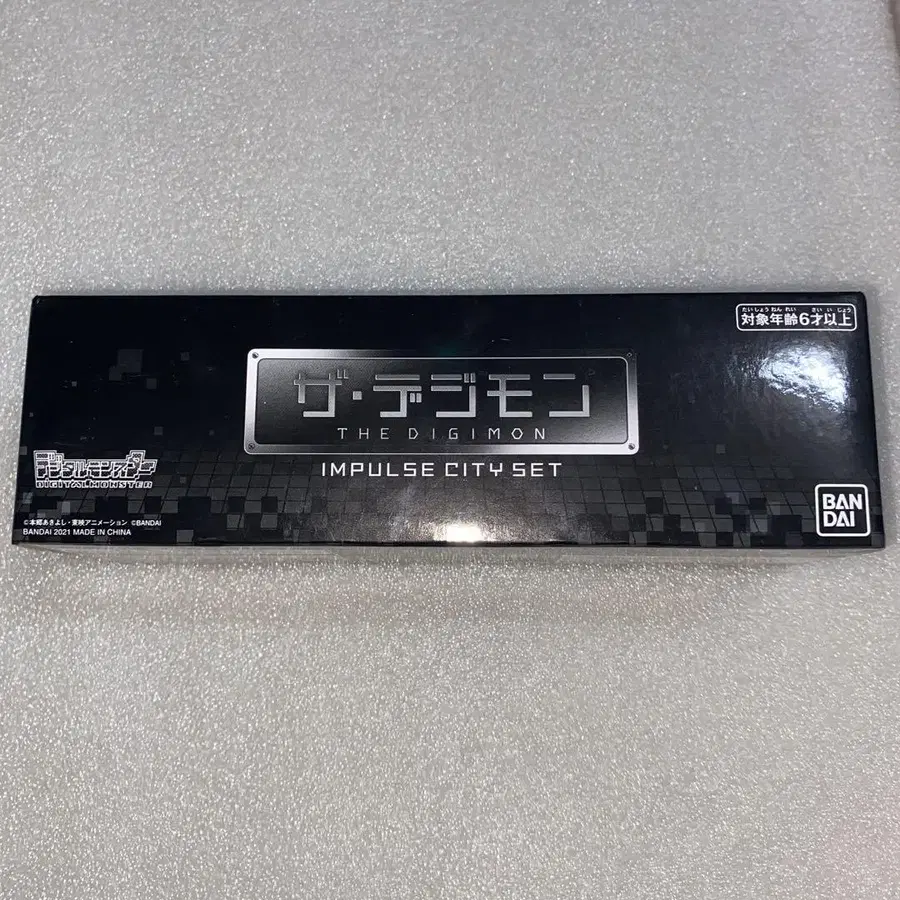 たいしょうねんれい さいいじょう
対象年齢6才以上
ザ・デジモン
THE DIGIMON
IMPULSE CITY SET
デジタルモンスター
DIGITALMONSTER
©本郷あきよし・東映アニメーション ©BANDAI
BANDAI 2021 MADE IN CHINA
BAN
DAI